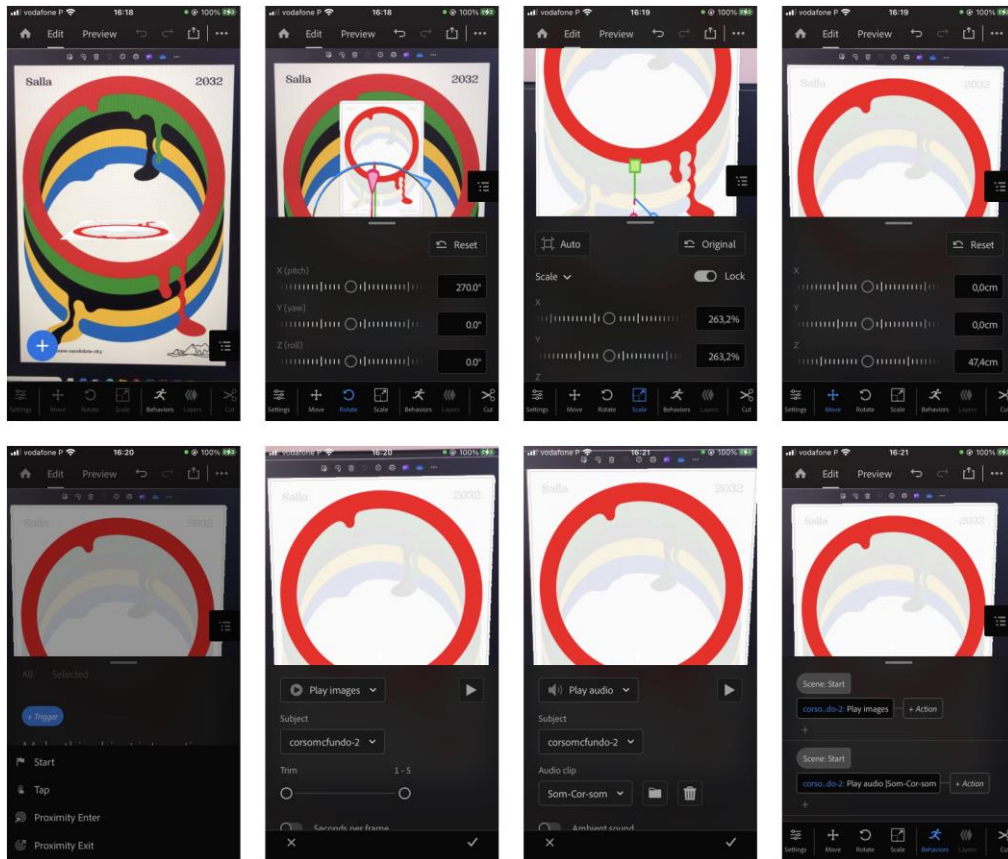 vodafone P 16:18 100%
Edit Preview
Salla 2032
Settings Move Rotate Scale Behaviors Layers Cut
vodafone P 16:18 100%
Edit Preview
Salla 2032
Reset
X (pitch)
270.0°
Y (yaw)
0.0°
Z (roll)
0.0°
Settings Move Rotate Scale Behaviors Layers Cut
vodafone P 16:19 100%
Edit Preview
Auto Original
Scale Lock
X
263,2%
Y
263,2%
Z
Settings Move Rotate Scale Behaviors Layers Cut
vodafone P 16:19 100%
Edit Preview
Salla 2032
Reset
X
0,0cm
Y
0,0cm
Z
47,4cm
Settings Move Rotate Scale Behaviors Layers Cut
vodafone P 16:20 100%
Edit Preview
Salla 2032
All Selected
+ Trigger
Start
Tap
Proximity Enter
Proximity Exit
vodafone P 16:20 100%
Salla 2032
Play images
Subject
corsomcfundo-2
Trim 1 - 5
Seconds per frame
vodafone P 16:21 100%
Salla 2032
Play audio
Subject
corsomcfundo-2
Audio clip
Som-Cor-som
Ambient sound
vodafone P 16:21 100%
Edit Preview
Salla 2032
Scene: Start
corso...do-2: Play images + Action
+
Scene: Start
corso...do-2: Play audio |Som-Cor-som + Action
+
Settings Move Rotate Scale Behaviors Layers